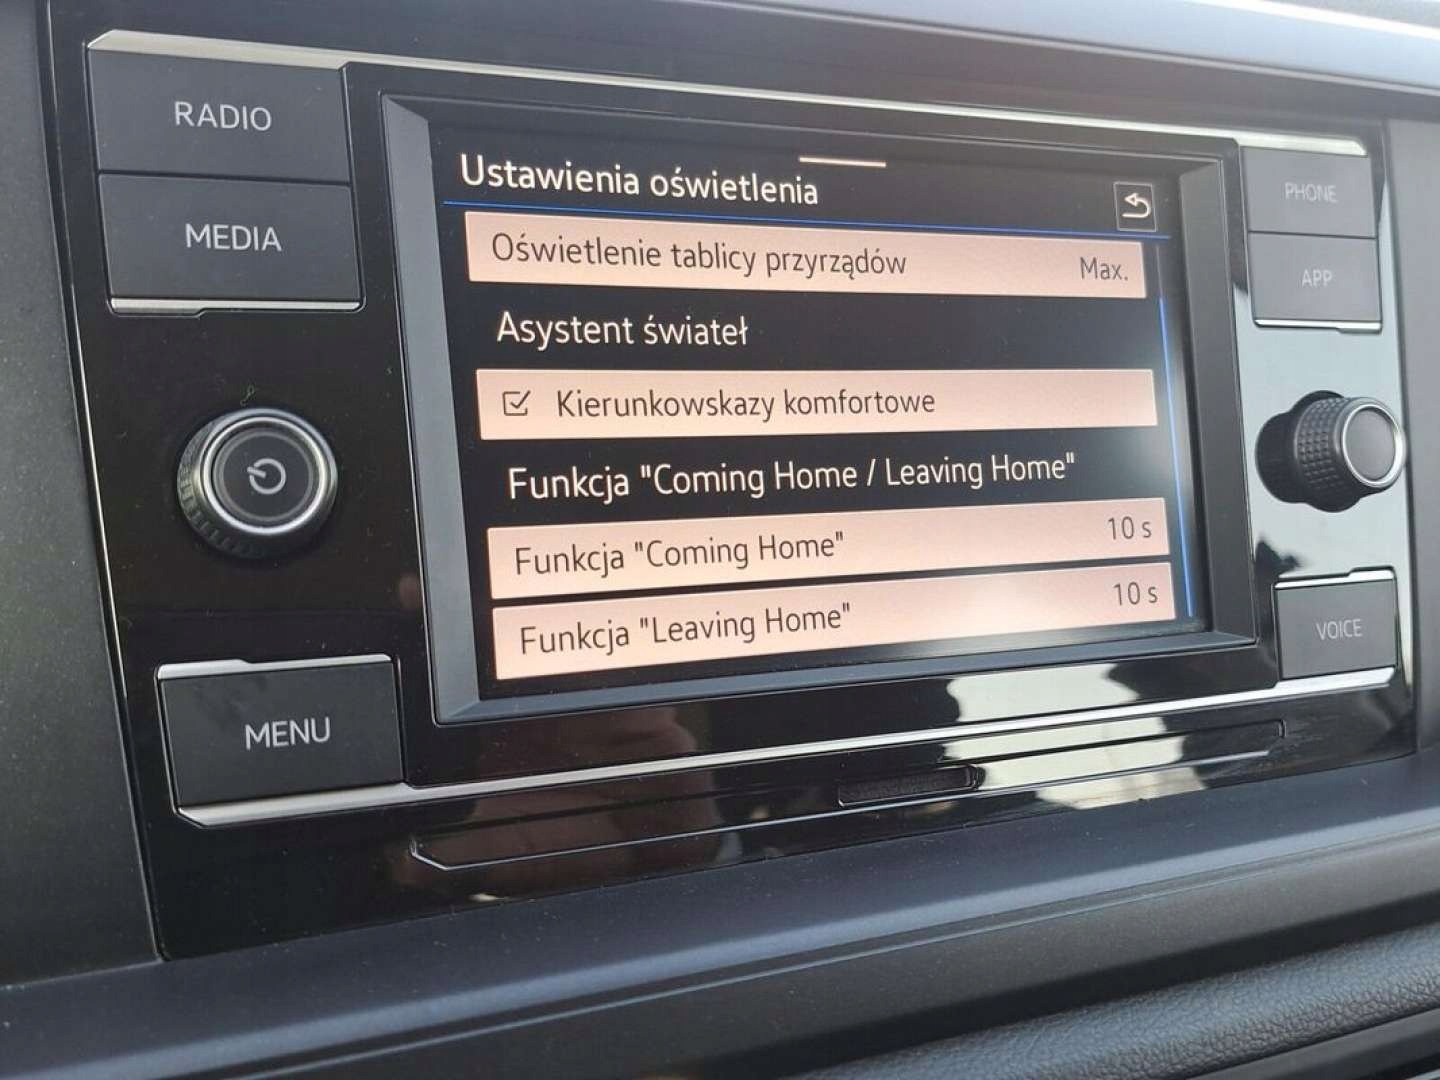 RADIO
MEDIA
MENU
Ustawienia oświetlenia
Oświetlenie tablicy przyrządów Max.
Asystent świateł
Kierunkowskazy komfortowe
Funkcja "Coming Home / Leaving Home"
Funkcja "Coming Home" 10 s
Funkcja "Leaving Home" 10 s
PHONE
APP
VOICE